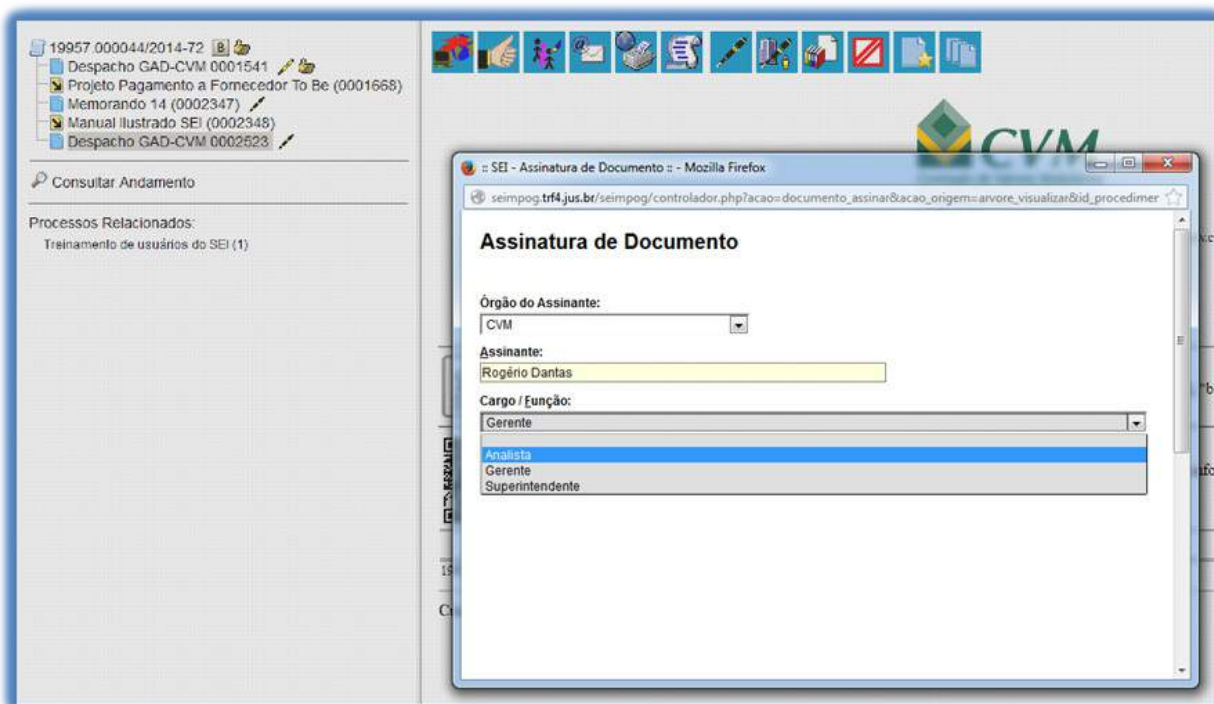 19957.000044/2014-72
Despacho GAD-CVM 0001541
Projeto Pagamento a Fornecedor To Be (0001668)
Memorando 14 (0002347)
Manual Ilustrado SEI (0002348)
Despacho GAD-CVM 0002523
Consultar Andamento
Processos Relacionados:
Treinamento de usuários do SEI (1)
CVM
:: SEI - Assinatura de Documento :: - Mozilla Firefox
seimpog.trf4.jus.br/seimpog/controlador.php?acao=documento_assinar&acao_origem=arvore_visualizar&id_procedimer
Assinatura de Documento
Órgão do Assinante:
CVM
Assinante:
Rogério Dantas
Cargo / Função:
Gerente
Analista
Gerente
Superintendente